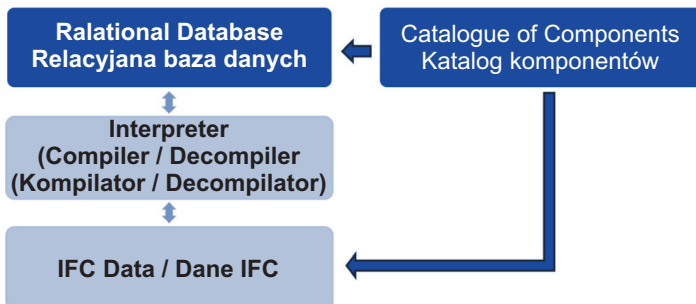 Ralational Database
Relacyjana baza danych
Catalogue of Components
Katalog komponentów
Interpreter
(Compiler / Decompiler
(Kompilator / Decompilator)
IFC Data / Dane IFC